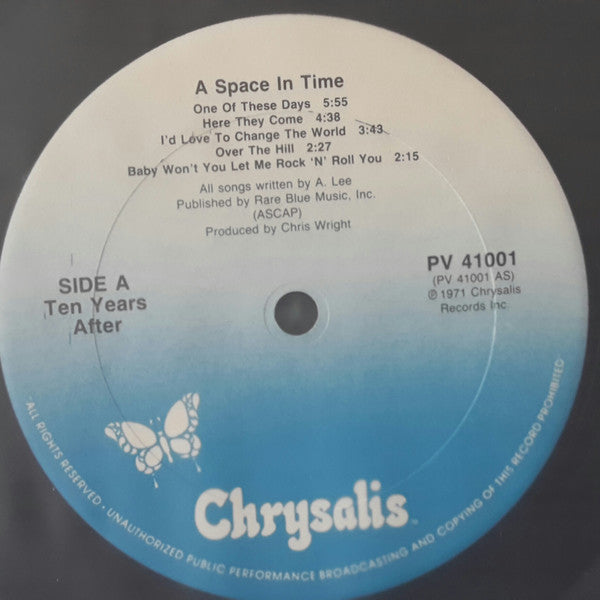 A Space In Time
One Of These Days 5:55
Here They Come 4:38
I'd Love To Change The World 3:43
Over The Hill 2:27
Baby Won't You Let Me Rock 'N' Roll You 2:15
All songs written by A. Lee
Published by Rare Blue Music, Inc.
(ASCAP)
Produced by Chris Wright
SIDE A
Ten Years
After
PV 41001
(PV 41001 AS)
℗ 1971 Chrysalis
Records Inc.
Chrysalis
ALL RIGHTS RESERVED · UNAUTHORIZED PUBLIC PERFORMANCE BROADCASTING AND COPYING OF THIS RECORD PROHIBITED